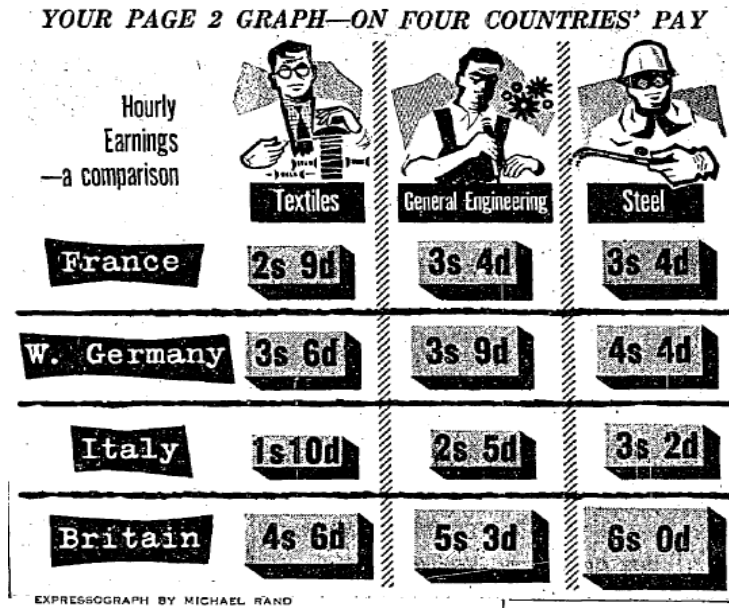 YOUR PAGE 2 GRAPH—ON FOUR COUNTRIES' PAY
Hourly
Earnings
—a comparison
Textiles General Engineering Steel
France 2s 9d 3s 4d 3s 4d
W. Germany 3s 6d 3s 9d 4s 4d
Italy 1s10d 2s 5d 3s 2d
Britain 4s 6d 5s 3d 6s 0d
EXPRESSOGRAPH BY MICHAEL RAND